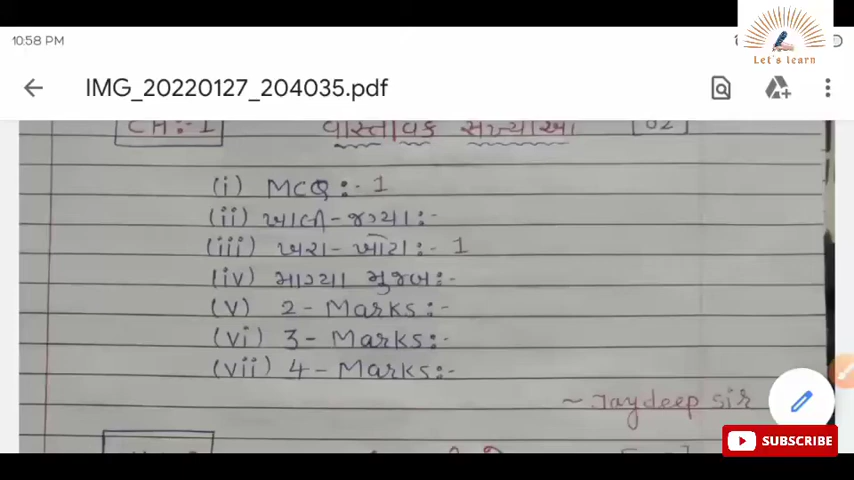 10:58 PM
Let's learn
IMG_20220127_204035.pdf
CH:-1 વાસ્તવિક સંખ્યાઓ [02]
(i) MCQ:- 1
(ii) ખાલી-જગ્યા:-
(iii) ખરા-ખોટા:- 1
(iv) માગ્યા મુજબ:-
(v) 2-Marks:-
(vi) 3-Marks:-
(vii) 4-Marks:-
~Jaydeep sir
SUBSCRIBE